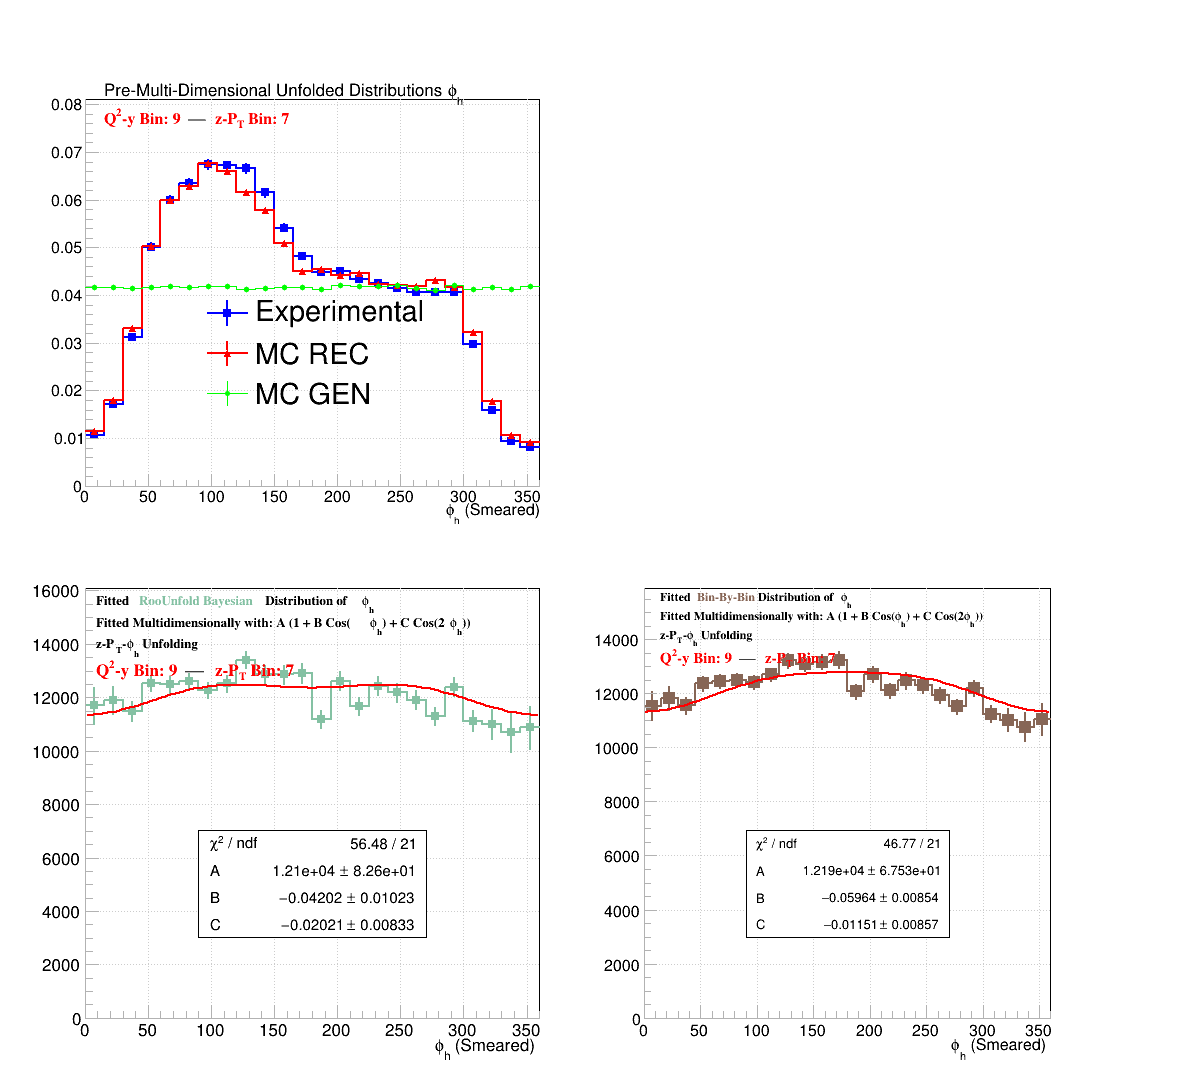 Pre-Multi-Dimensional Unfolded Distributions ϕh
Q²-y Bin: 9 — z-PT Bin: 7
0.08
0.07
0.06
0.05
0.04
0.03
0.02
0.01
0
Experimental
MC REC
MC GEN
0 50 100 150 200 250 300 350
ϕh (Smeared)
Fitted RooUnfold Bayesian Distribution of ϕh
Fitted Multidimensionally with: A (1 + B Cos( ϕh) + C Cos(2 ϕh))
z-PT-ϕh Unfolding
Q²-y Bin: 9 — z-PT Bin: 7
16000
14000
12000
10000
8000
6000
4000
2000
0
χ² / ndf 56.48 / 21
A 1.21e+04 ± 8.26e+01
B −0.04202 ± 0.01023
C −0.02021 ± 0.00833
0 50 100 150 200 250 300 350
ϕh (Smeared)
Fitted Bin-By-Bin Distribution of ϕh
Fitted Multidimensionally with: A (1 + B Cos(ϕh) + C Cos(2ϕh))
z-PT-ϕh Unfolding
Q²-y Bin: 9 — z-PT Bin: 7
14000
12000
10000
8000
6000
4000
2000
0
χ² / ndf 46.77 / 21
A 1.219e+04 ± 6.753e+01
B −0.05964 ± 0.00854
C −0.01151 ± 0.00857
0 50 100 150 200 250 300 350
ϕh (Smeared)